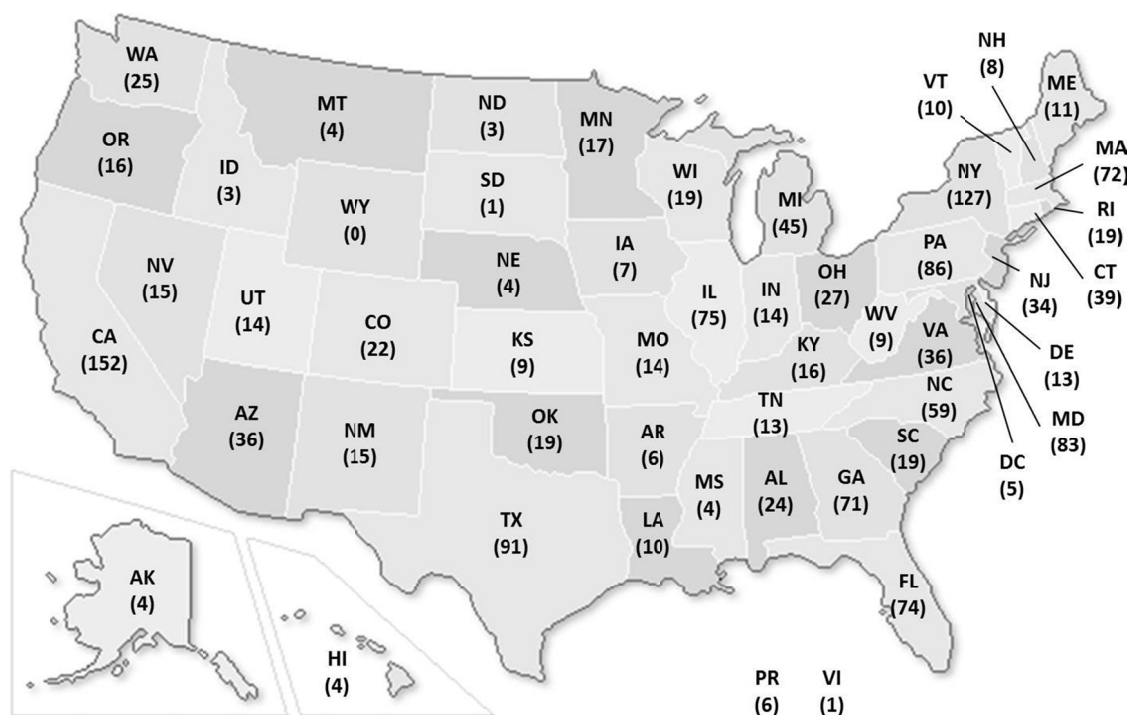 WA
(25)
MT
(4)
ND
(3)
MN
(17)
NH
(8)
VT
(10)
ME
(11)
OR
(16)
ID
(3)
WY
(0)
SD
(1)
WI
(19)
MI
(45)
NY
(127)
MA
(72)
RI
(19)
CT
(39)
NV
(15)
UT
(14)
NE
(4)
IA
(7)
IL
(75)
IN
(14)
OH
(27)
PA
(86)
NJ
(34)
CA
(152)
CO
(22)
KS
(9)
MO
(14)
KY
(16)
WV
(9)
VA
(36)
DE
(13)
MD
(83)
DC
(5)
AZ
(36)
NM
(15)
OK
(19)
AR
(6)
TN
(13)
NC
(59)
SC
(19)
TX
(91)
LA
(10)
MS
(4)
AL
(24)
GA
(71)
FL
(74)
AK
(4)
HI
(4)
PR
(6)
VI
(1)